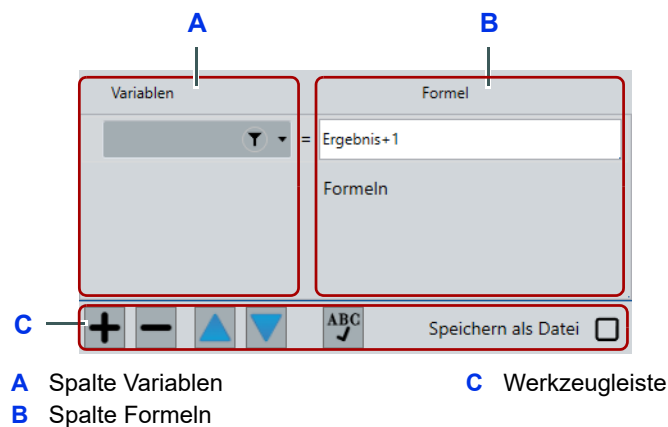 A B
Variablen Formel
= Ergebnis+1
Formeln
C ABC Speichern als Datei
A Spalte Variablen C Werkzeugleiste
B Spalte Formeln